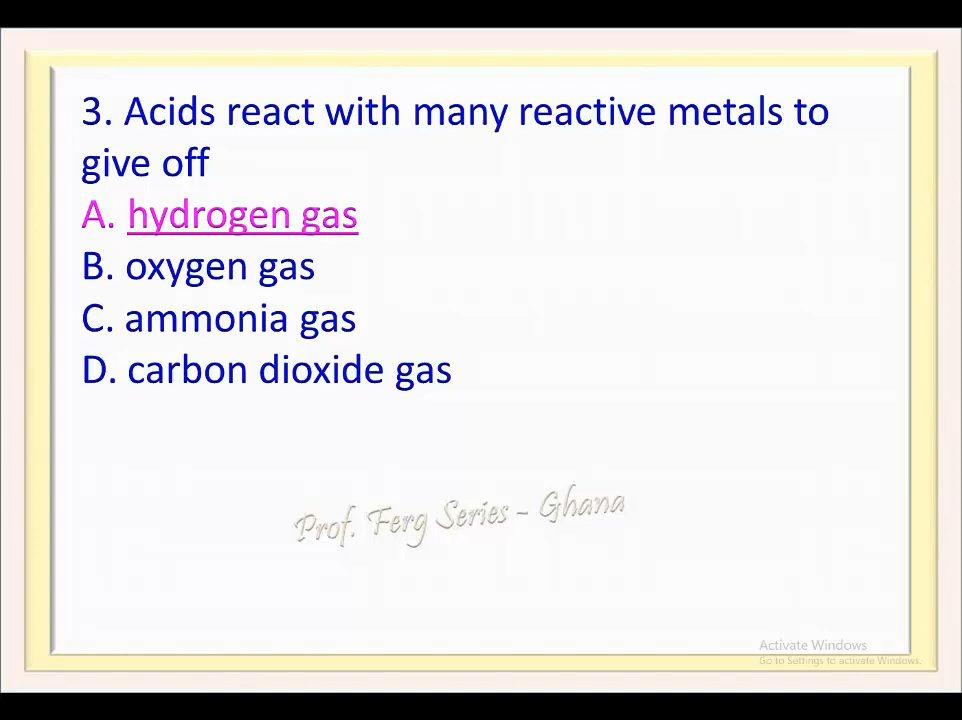 3. Acids react with many reactive metals to
give off
A. hydrogen gas
B. oxygen gas
C. ammonia gas
D. carbon dioxide gas
Prof. Ferg Series - Ghana
Activate Windows
Go to Settings to activate Windows.